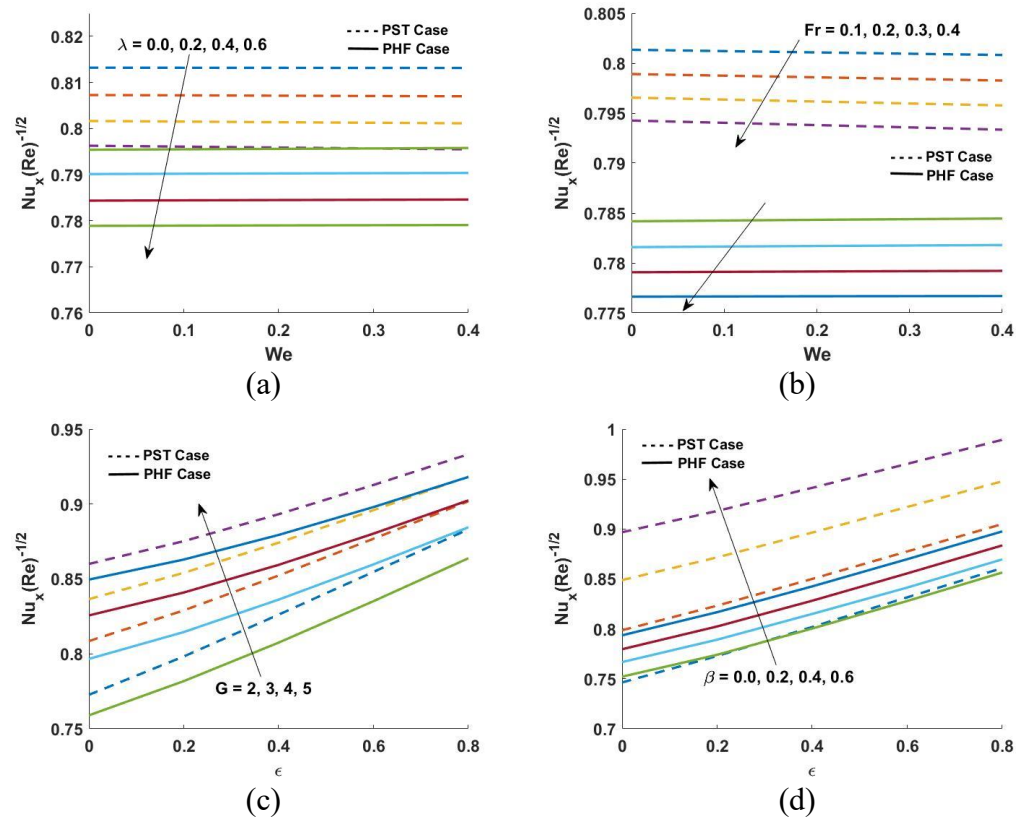 0.82
0.81
0.8
0.79
0.78
0.77
0.76
Nu_x(Re)^{-1/2}
λ = 0.0, 0.2, 0.4, 0.6
PST Case
PHF Case
0 0.1 0.2 0.3 0.4
We
(a)
0.805
0.8
0.795
0.79
0.785
0.78
0.775
Nu_x(Re)^{-1/2}
Fr = 0.1, 0.2, 0.3, 0.4
PST Case
PHF Case
0 0.1 0.2 0.3 0.4
We
(b)
0.95
0.9
0.85
0.8
0.75
Nu_x(Re)^{-1/2}
PST Case
PHF Case
G = 2, 3, 4, 5
0 0.2 0.4 0.6 0.8
ϵ
(c)
1
0.95
0.9
0.85
0.8
0.75
0.7
Nu_x(Re)^{-1/2}
PST Case
PHF Case
β = 0.0, 0.2, 0.4, 0.6
0 0.2 0.4 0.6 0.8
ϵ
(d)